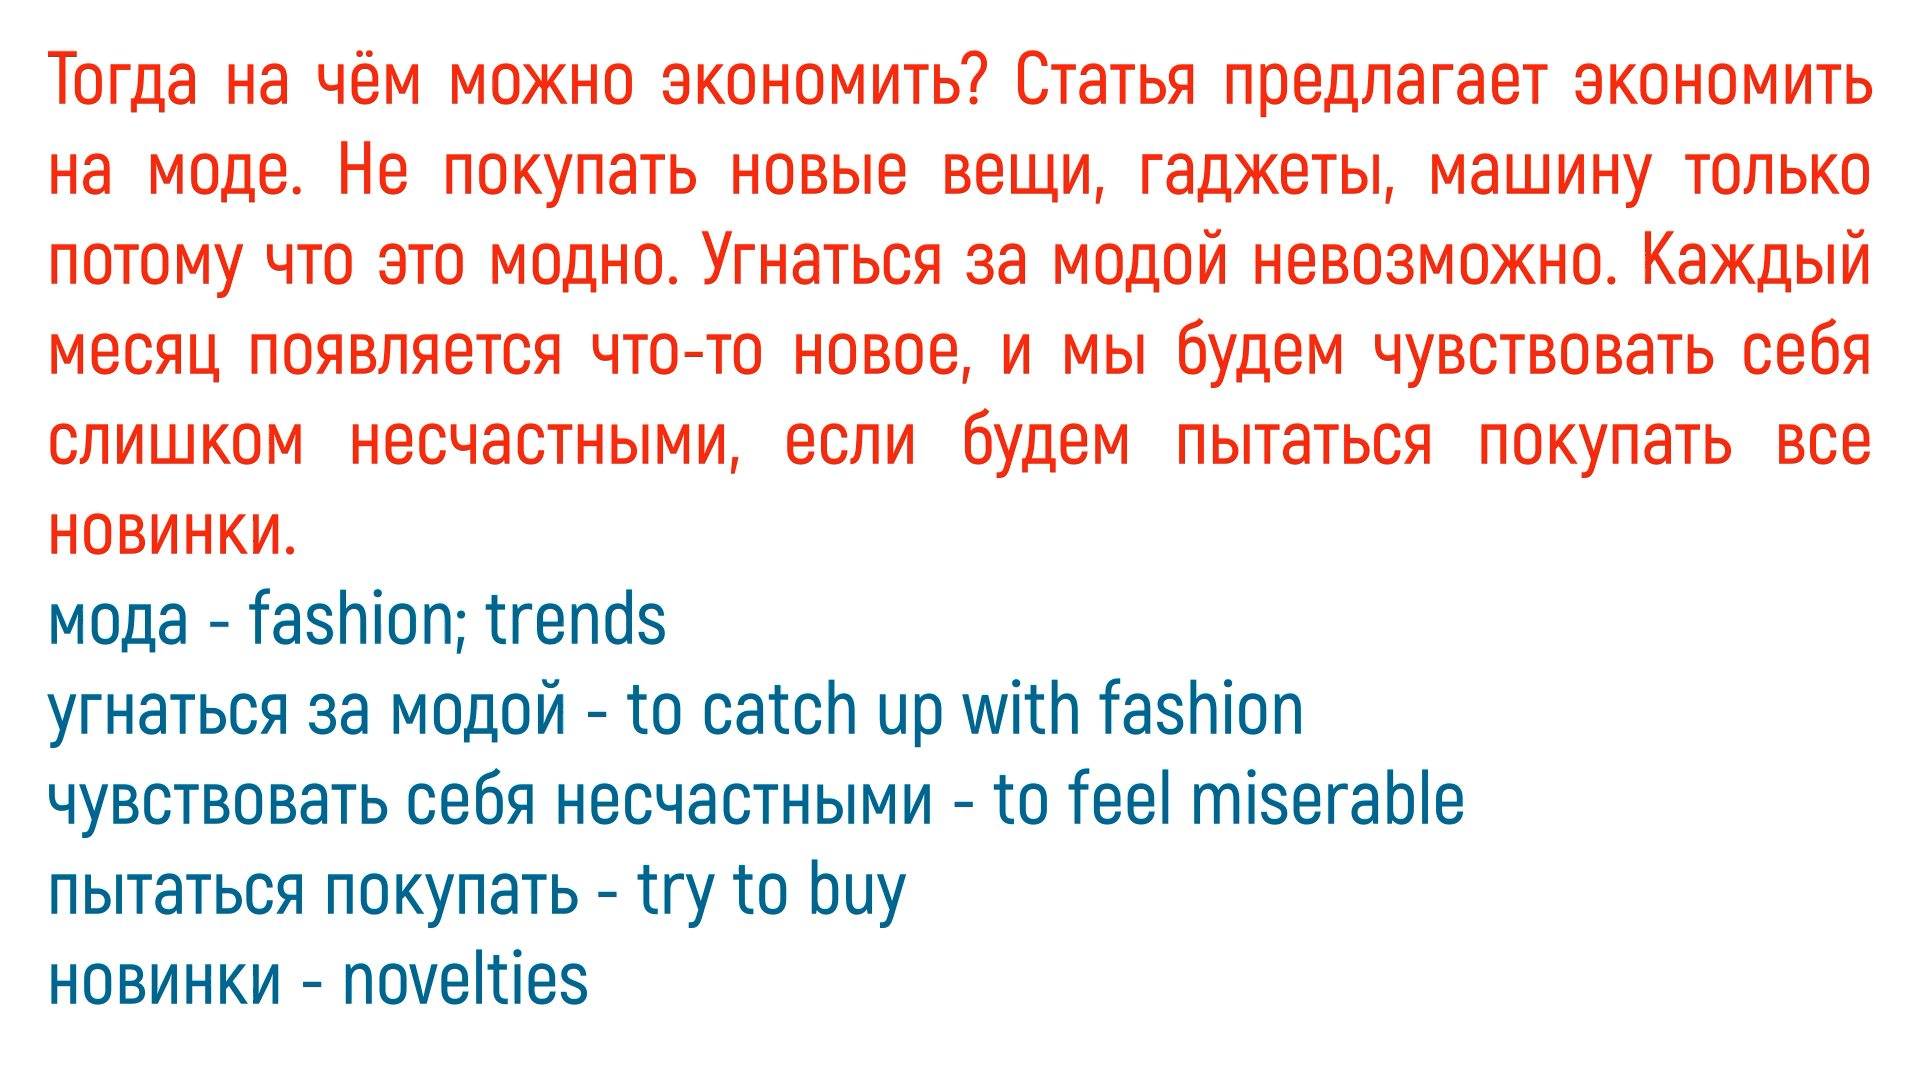 Тогда на чём можно экономить? Статья предлагает экономить
на моде. Не покупать новые вещи, гаджеты, машину только
потому что это модно. Угнаться за модой невозможно. Каждый
месяц появляется что-то новое, и мы будем чувствовать себя
слишком несчастными, если будем пытаться покупать все
новинки.
мода - fashion; trends
угнаться за модой - to catch up with fashion
чувствовать себя несчастными - to feel miserable
пытаться покупать - try to buy
новинки - novelties